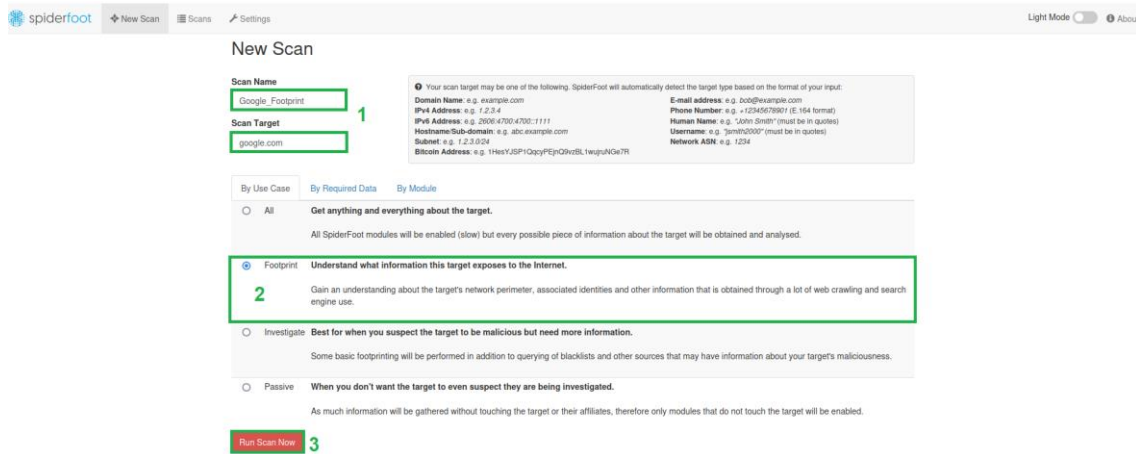 spiderfoot New Scan Scans Settings Light Mode Abou
New Scan
Scan Name
Google_Footprint
1
Scan Target
google.com
Your scan target may be one of the following. SpiderFoot will automatically detect the target type based on the format of your input:
Domain Name: e.g. example.com
IPv4 Address: e.g. 1.2.3.4
IPv6 Address: e.g. 2606:4700:4700::1111
Hostname/Sub-domain: e.g. abc.example.com
Subnet: e.g. 1.2.3.0/24
Bitcoin Address: e.g. 1HesYJSP1QqcyPEjnQ9vzBL1wujruNGe7R
E-mail address: e.g. bob@example.com
Phone Number: e.g. +12345678901 (E.164 format)
Human Name: e.g. "John Smith" (must be in quotes)
Username: e.g. "jsmith2000" (must be in quotes)
Network ASN: e.g. 1234
By Use Case By Required Data By Module
All Get anything and everything about the target.
All SpiderFoot modules will be enabled (slow) but every possible piece of information about the target will be obtained and analysed.
Footprint Understand what information this target exposes to the Internet.
2
Gain an understanding about the target's network perimeter, associated identities and other information that is obtained through a lot of web crawling and search
engine use.
Investigate Best for when you suspect the target to be malicious but need more information.
Some basic footprinting will be performed in addition to querying of blacklists and other sources that may have information about your target's maliciousness.
Passive When you don't want the target to even suspect they are being investigated.
As much information will be gathered without touching the target or their affiliates, therefore only modules that do not touch the target will be enabled.
Run Scan Now 3